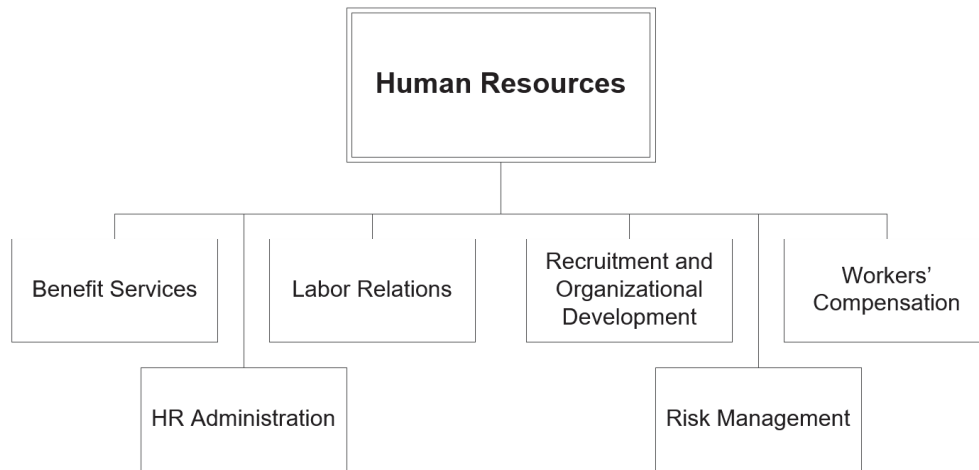 Human Resources
Benefit Services
Labor Relations
Recruitment and
Organizational
Development
Workers’
Compensation
HR Administration
Risk Management